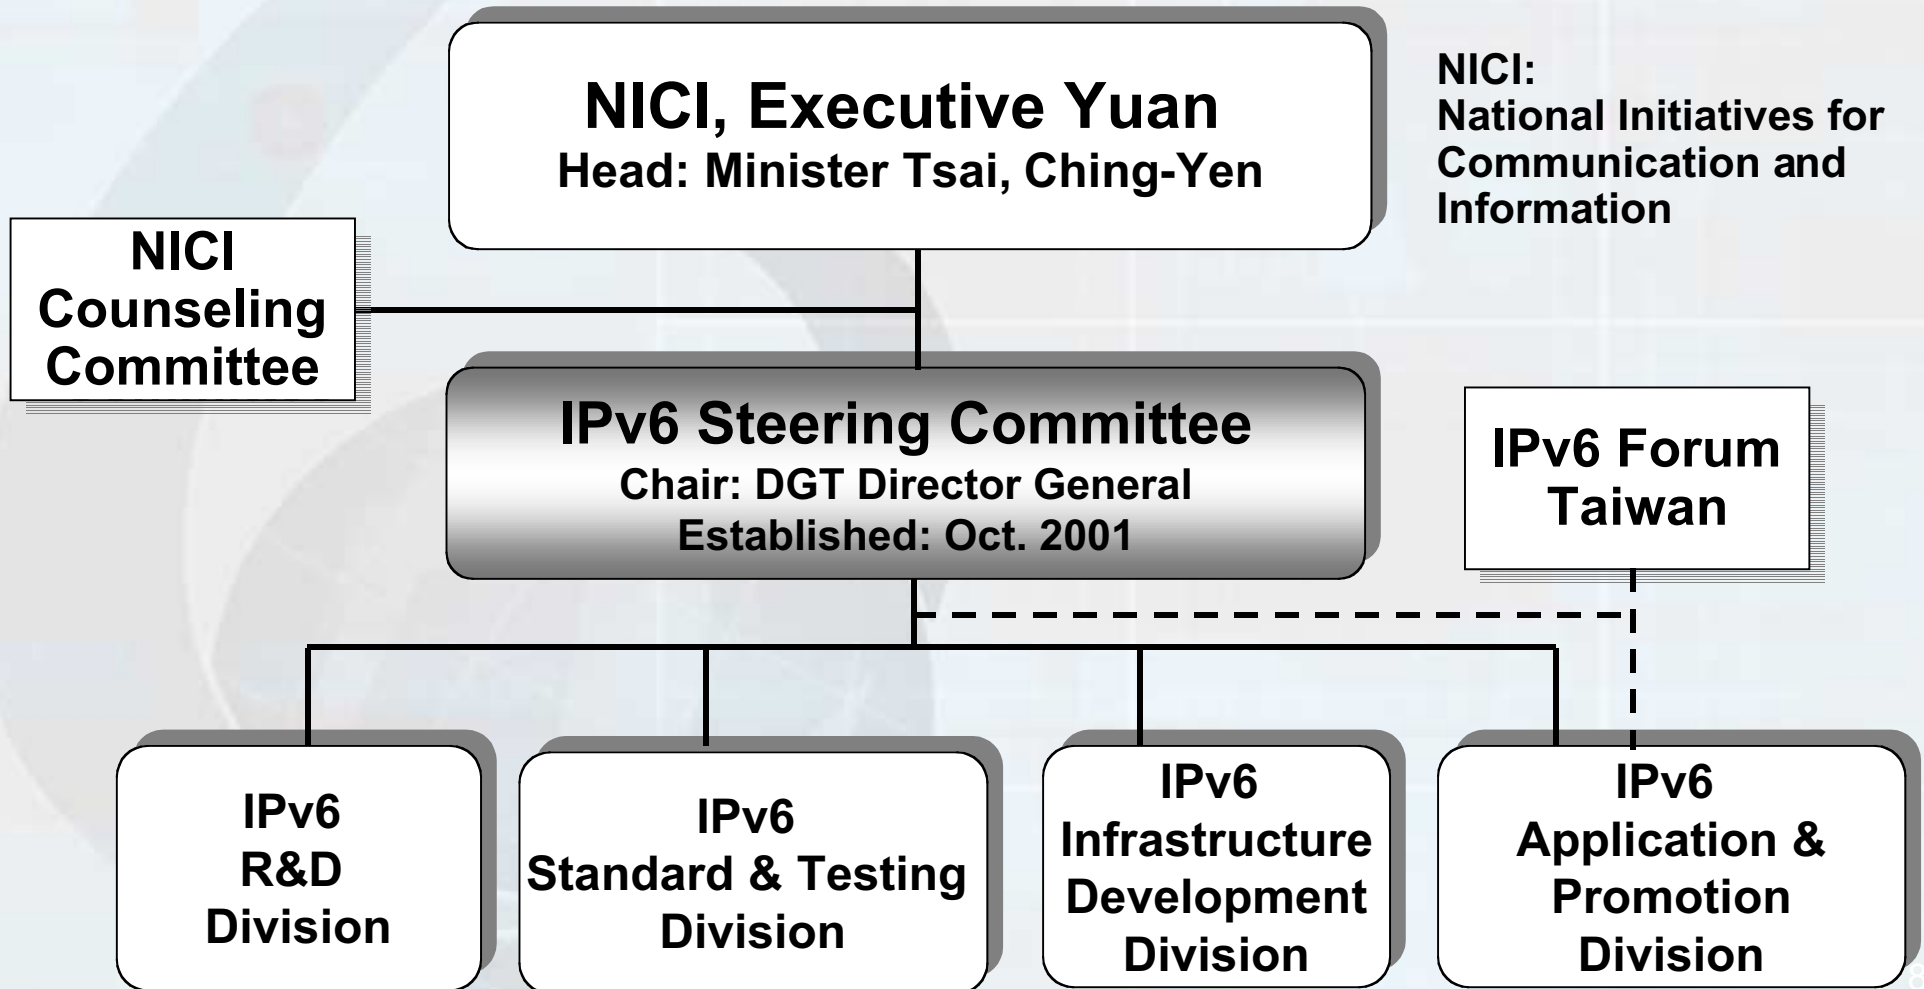 NICI, Executive Yuan
Head: Minister Tsai, Ching-Yen
NICI:
National Initiatives for
Communication and
Information
NICI
Counseling
Committee
IPv6 Steering Committee
Chair: DGT Director General
Established: Oct. 2001
IPv6 Forum
Taiwan
IPv6
R&D
Division
IPv6
Standard & Testing
Division
IPv6
Infrastructure
Development
Division
IPv6
Application &
Promotion
Division
8